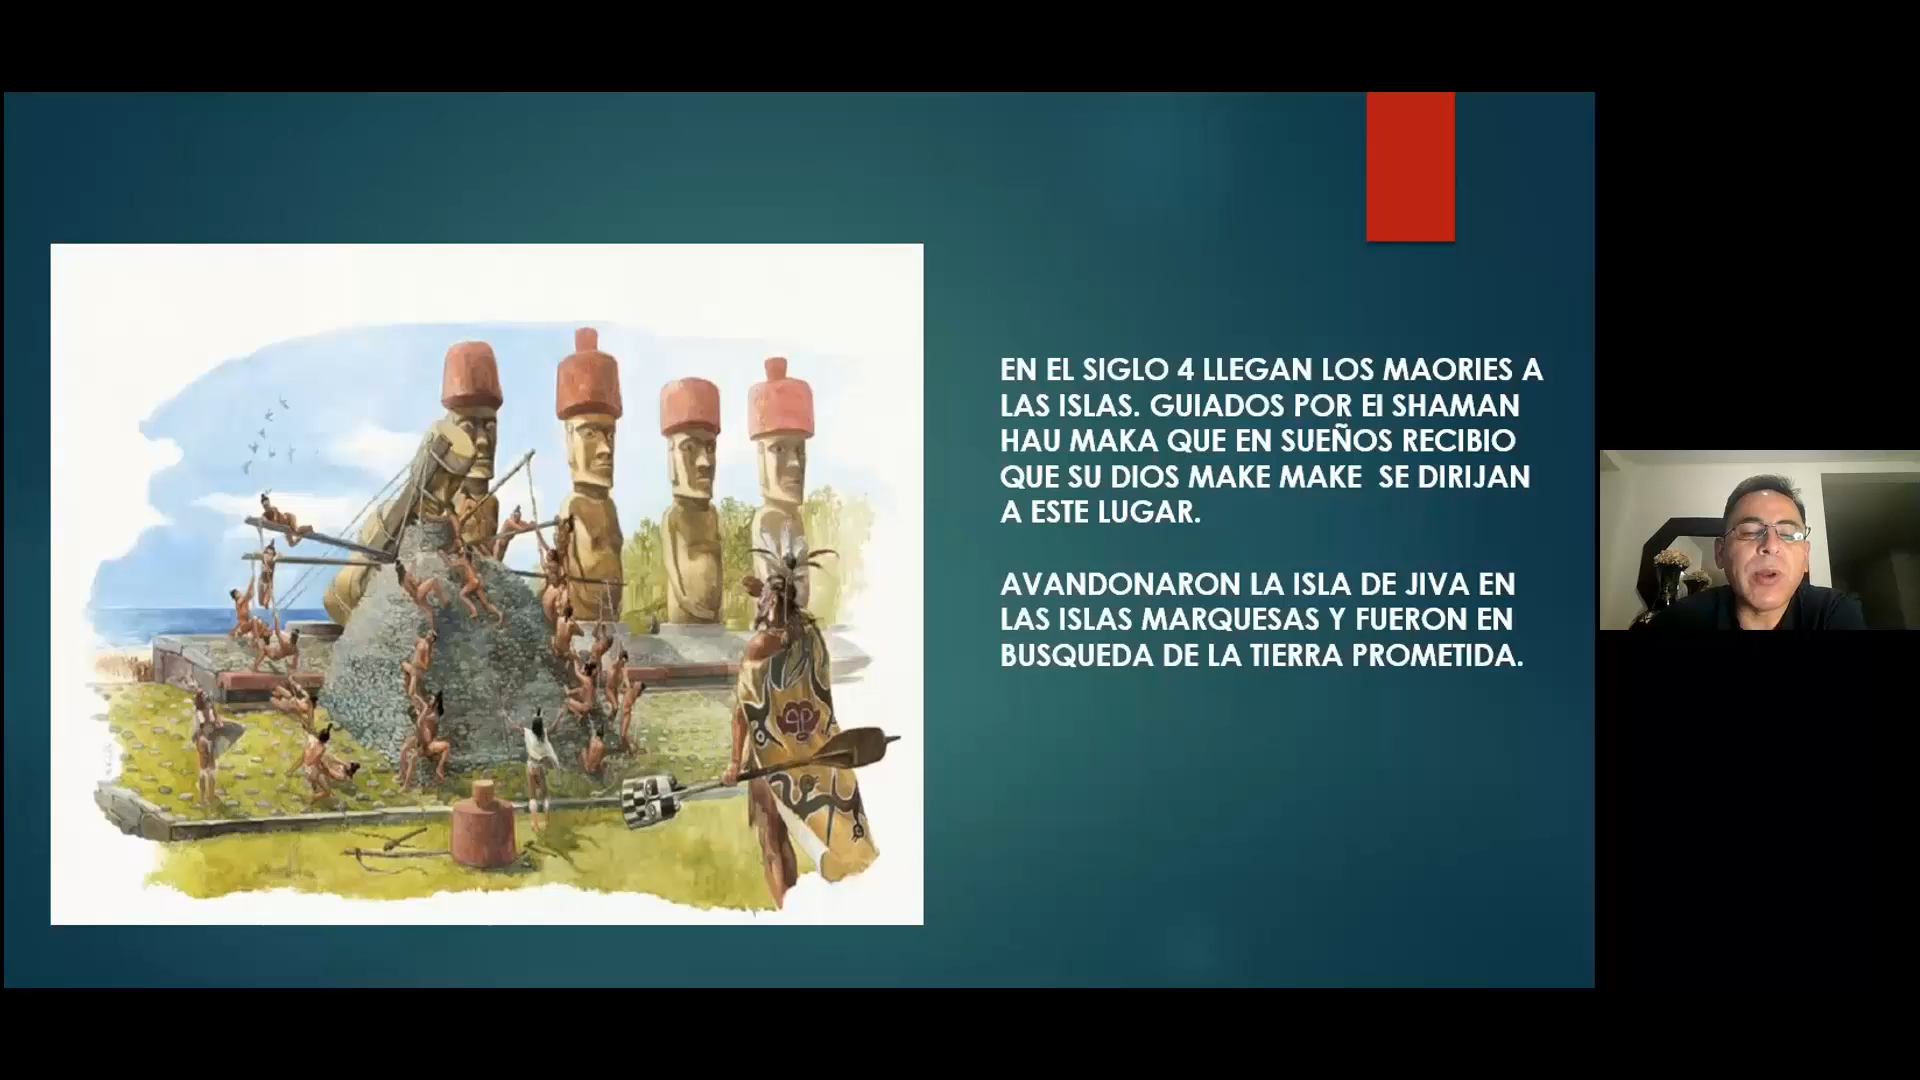 EN EL SIGLO 4 LLEGAN LOS MAORIES A
LAS ISLAS. GUIADOS POR El SHAMAN
HAU MAKA QUE EN SUEÑOS RECIBIO
QUE SU DIOS MAKE MAKE  SE DIRIJAN
A ESTE LUGAR.
AVANDONARON LA ISLA DE JIVA EN
LAS ISLAS MARQUESAS Y FUERON EN
BUSQUEDA DE LA TIERRA PROMETIDA.